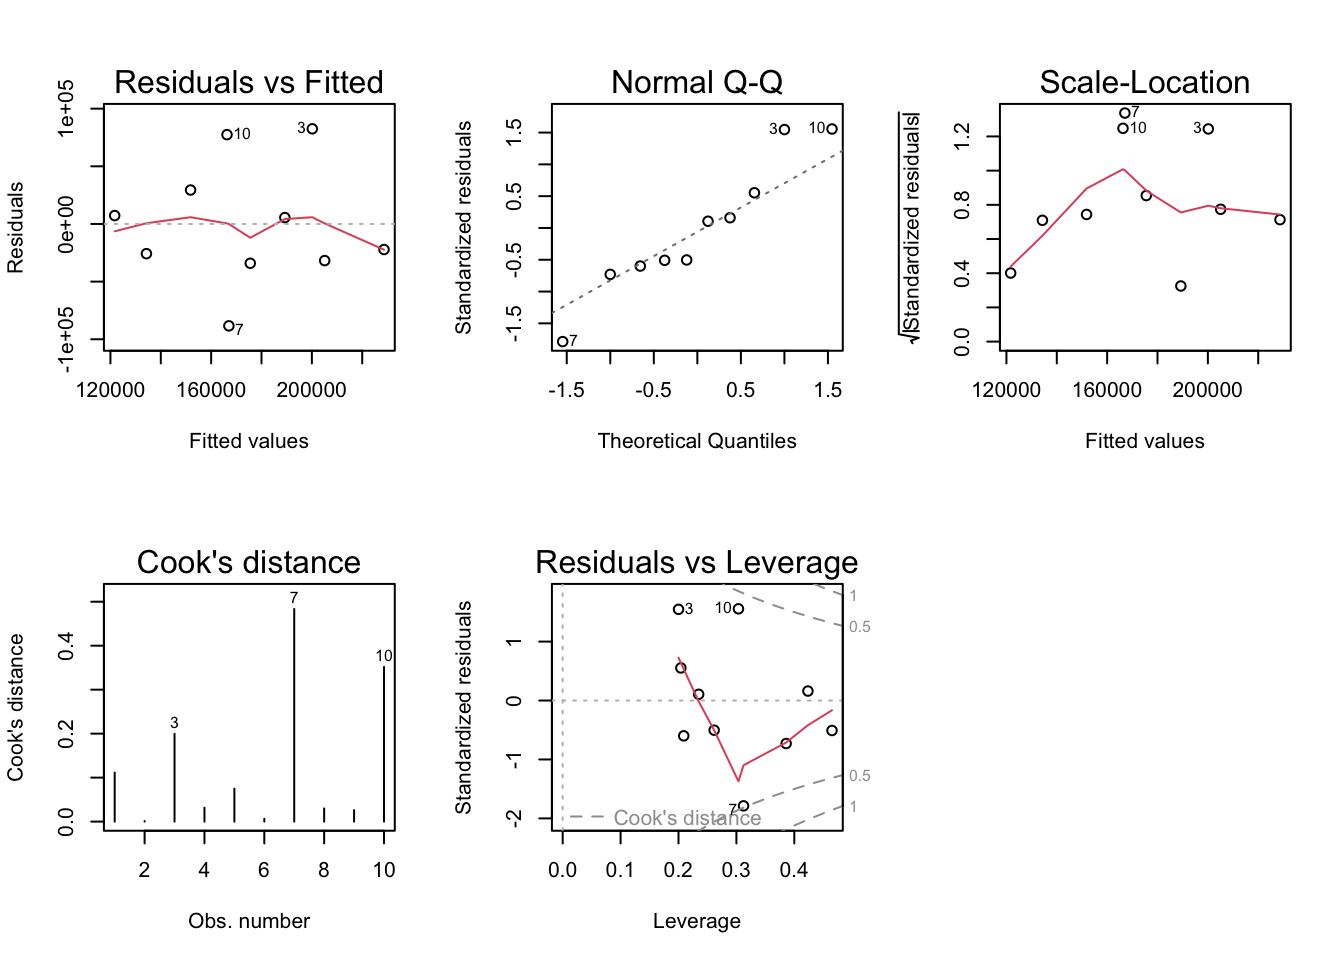 Residuals vs Fitted
Residuals
-1e+05 0e+00 1e+05
10
3
7
120000 160000 200000
Fitted values
Normal Q-Q
Standardized residuals
-1.5 -0.5 0.5 1.5
3
10
7
-1.5 -0.5 0.5 1.5
Theoretical Quantiles
Scale-Location
√|Standardized residuals|
0.0 0.4 0.8 1.2
7
10
3
120000 160000 200000
Fitted values
Cook's distance
Cook's distance
0.0 0.2 0.4
7
10
3
2 4 6 8 10
Obs. number
Residuals vs Leverage
Standardized residuals
-2 -1 0 1
3
10
7
1
0.5
0.5
1
Cook's distance
0.0 0.1 0.2 0.3 0.4
Leverage